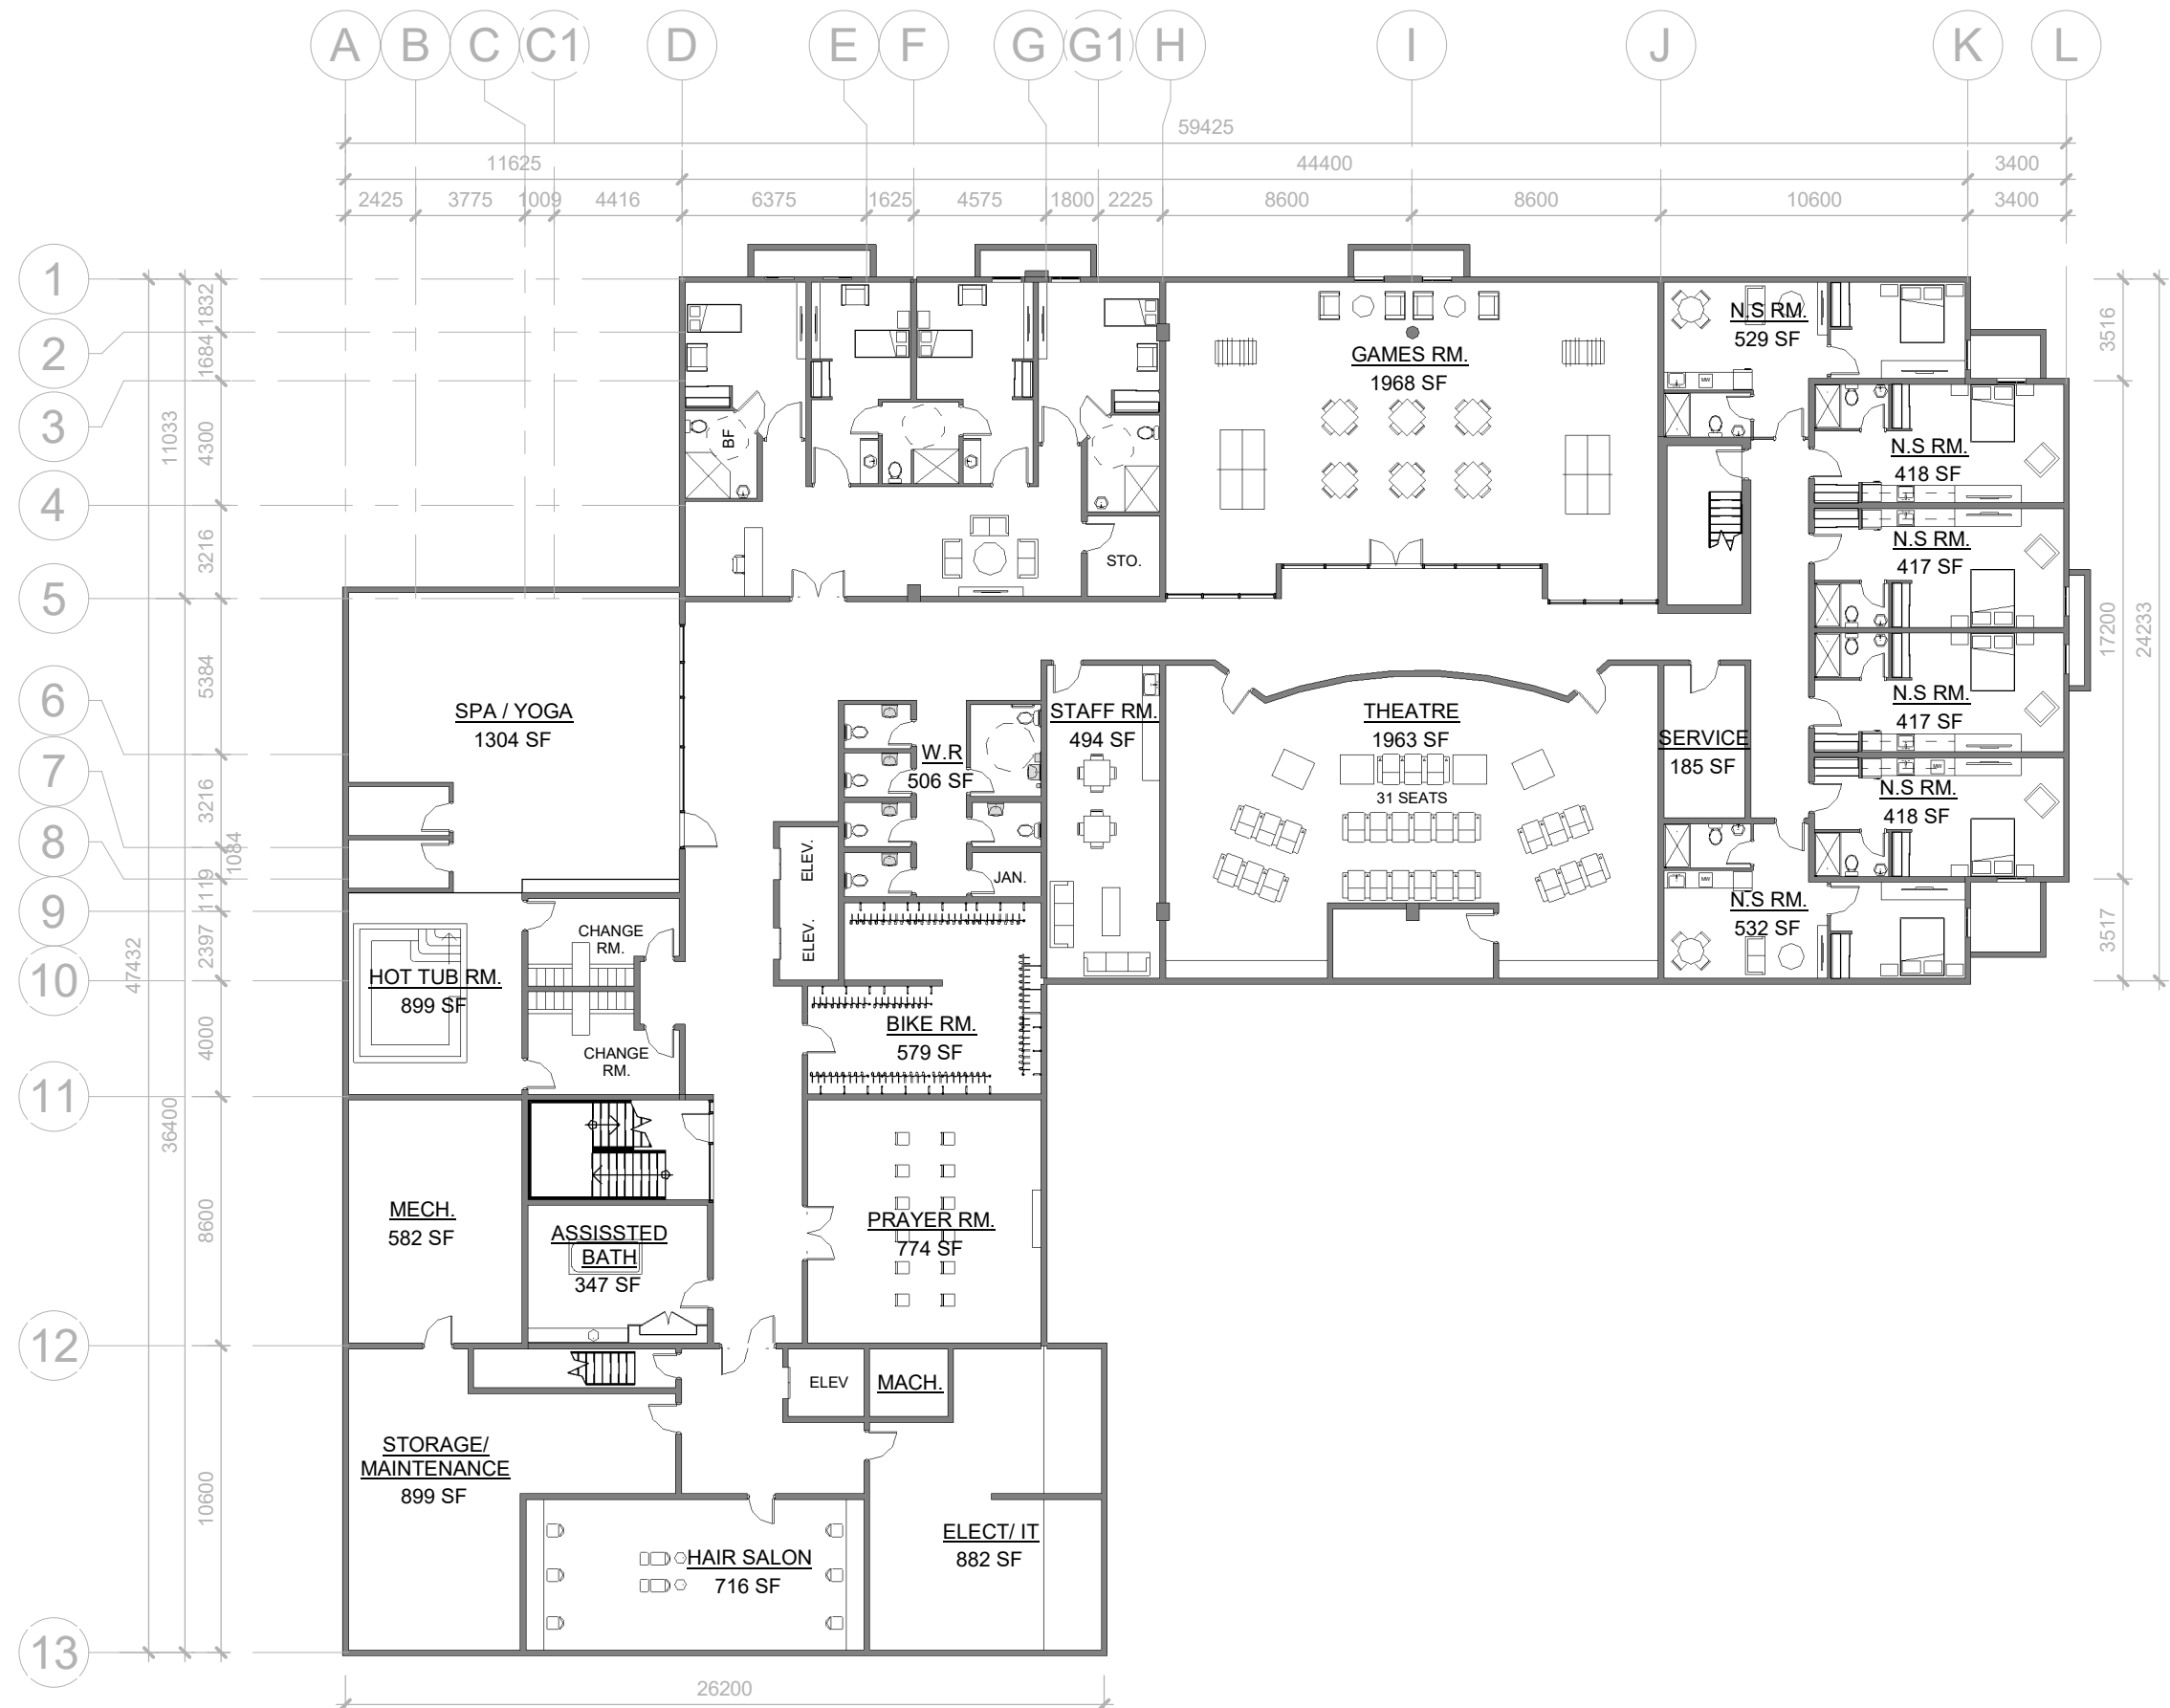 A B C C1 D E F G G1 H I J K L
59425
11625 44400 3400
2425 3775 1009 4416 6375 1625 4575 1800 2225 8600 8600 10600 3400
1
2
3
4
5
6
7
8
9
10
11
12
13
1832
1684
4300
3216
5384
3216
1084
1119
2397
4000
8600
10600
11033
36400
47432
3516
17200
3517
24233
26200
BF
STO.
GAMES RM.
1968 SF
N.S RM.
529 SF
MW
N.S RM.
418 SF
N.S RM.
417 SF
N.S RM.
417 SF
N.S RM.
418 SF
MW
N.S RM.
532 SF
MW
SPA / YOGA
1304 SF
W.R
506 SF
STAFF RM.
494 SF
THEATRE
1963 SF
31 SEATS
SERVICE
185 SF
ELEV.
ELEV.
JAN.
CHANGE
RM.
CHANGE
RM.
HOT TUB RM.
899 SF
BIKE RM.
579 SF
MECH.
582 SF
ASSISSTED
BATH
347 SF
PRAYER RM.
774 SF
ELEV
MACH.
STORAGE/
MAINTENANCE
899 SF
HAIR SALON
716 SF
ELECT/ IT
882 SF